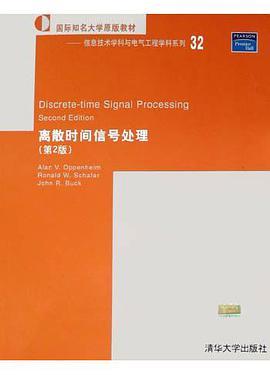 国际知名大学原版教材
——信息技术学科与电气工程学科系列 32
PEARSON
Prentice
Hall
Discrete-time Signal Processing
Second Edition
离散时间信号处理
(第2版)
Alan V. Oppenheim
Ronald W. Schafer
John R. Buck
清华大学出版社